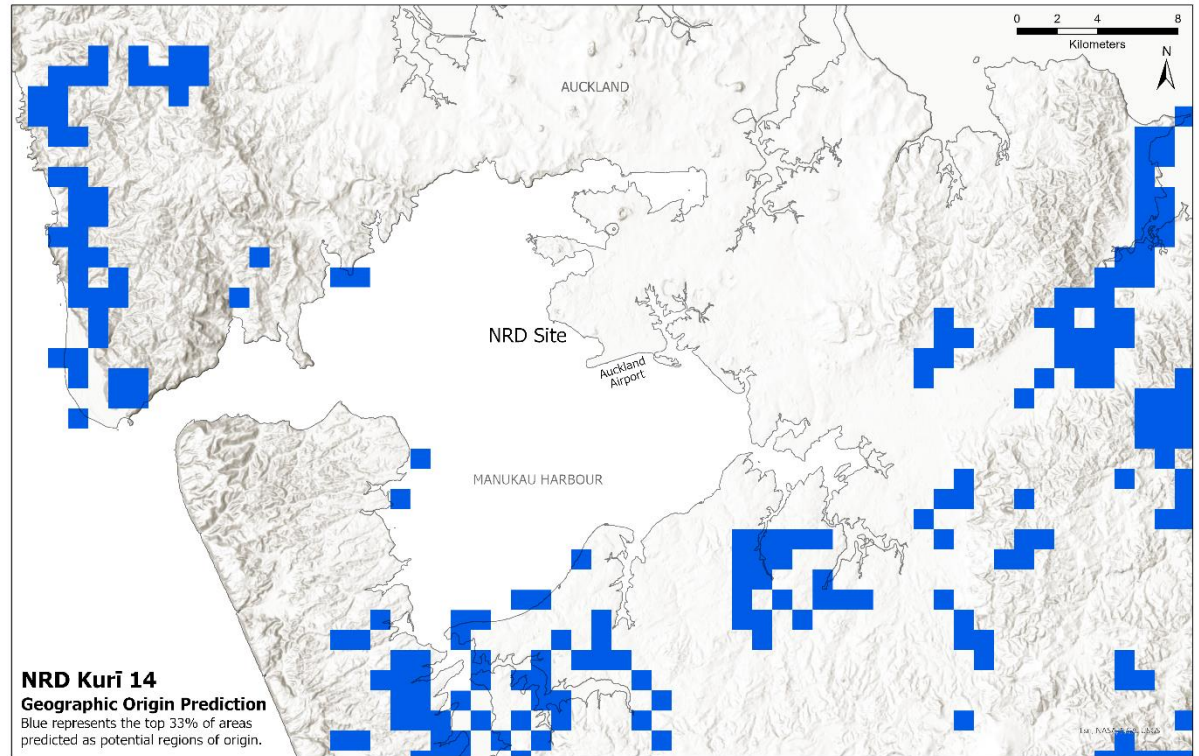 0 2 4 8
Kilometers
N
AUCKLAND
NRD Site
Auckland
Airport
MANUKAU HARBOUR
NRD Kurī 14
Geographic Origin Prediction
Blue represents the top 33% of areas
predicted as potential regions of origin.